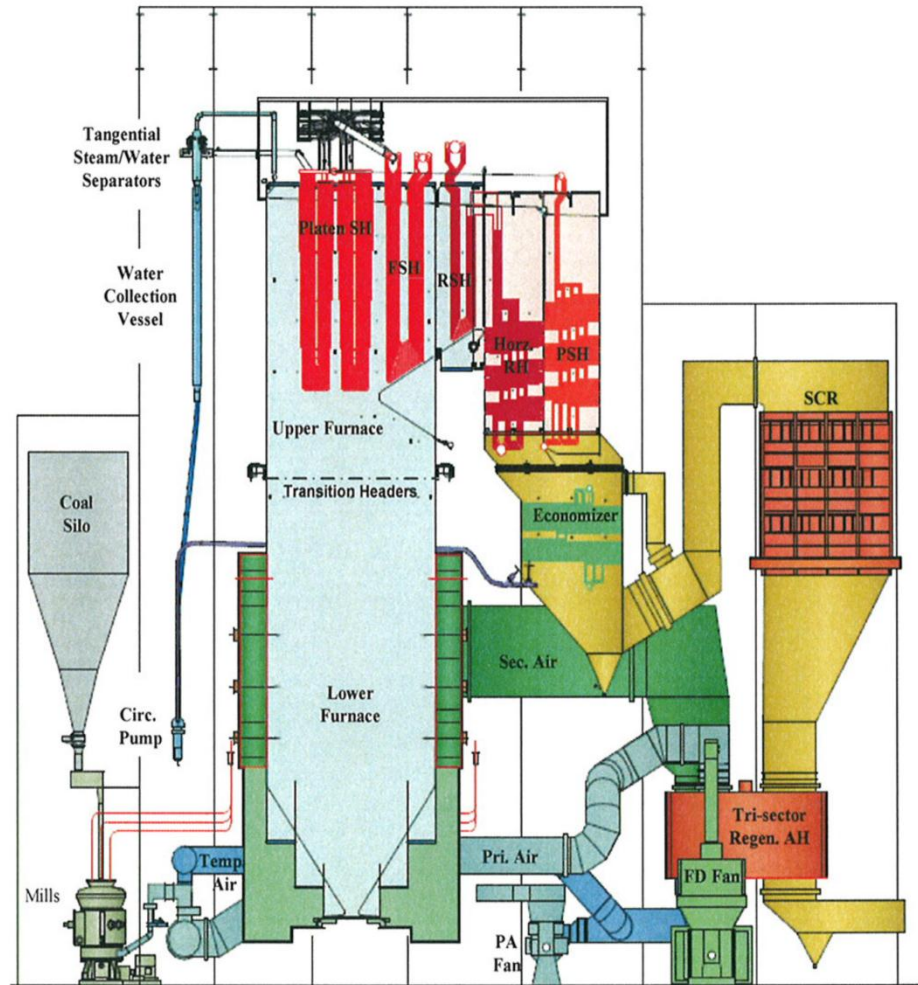 Tangential
Steam/Water
Separators
Water
Collection
Vessel
Platen SH
FSH
RSH
Horz.
RH
PSH
SCR
Upper Furnace
Transition Headers
Economizer
Coal
Silo
Sec. Air
Lower
Furnace
Circ.
Pump
Tri-sector
Regen. AH
Temp.
Air
Pri. Air
FD Fan
Mills
PA
Fan